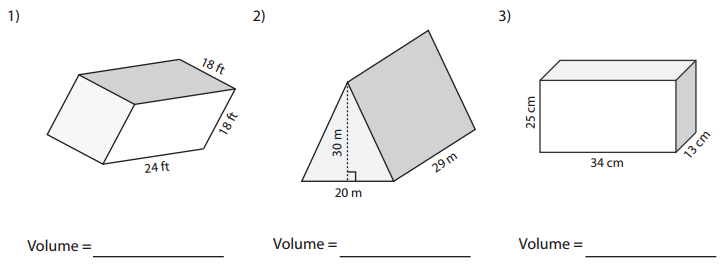 1)
18 ft
18 ft
24 ft
Volume =
2)
30 m
20 m
29 m
Volume =
3)
25 cm
34 cm
13 cm
Volume =